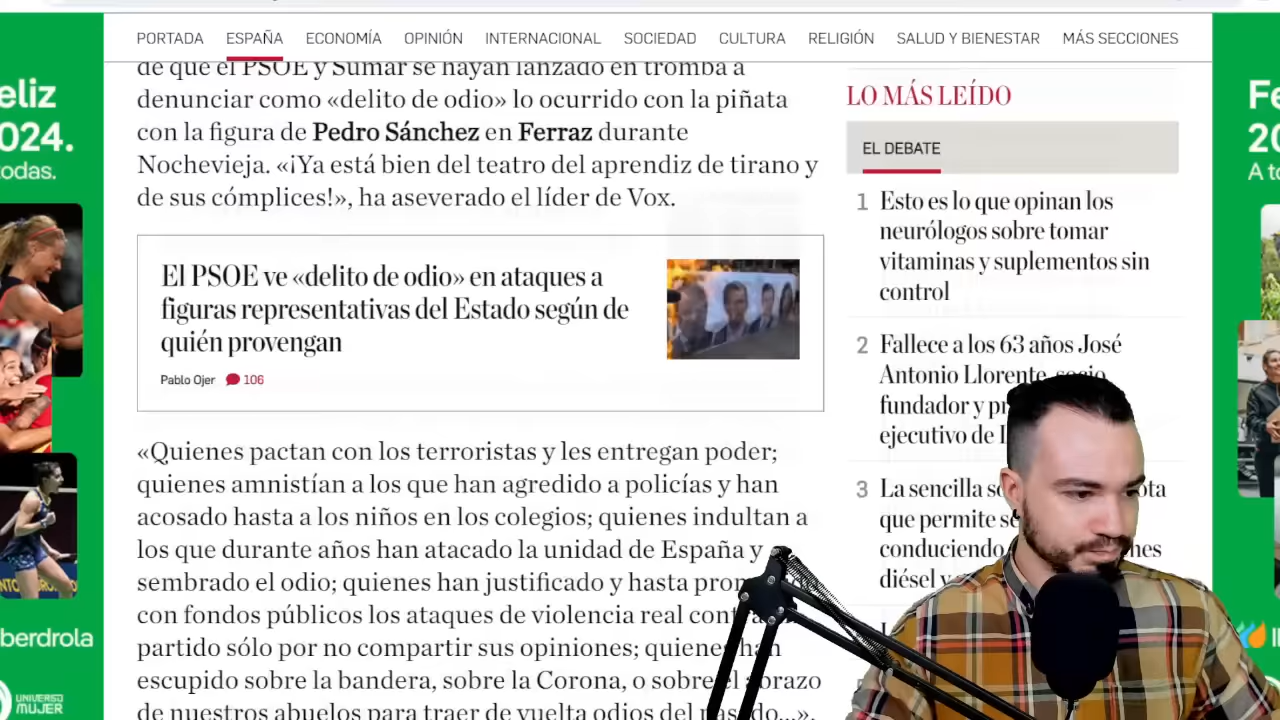 PORTADA ESPAÑA ECONOMÍA OPINIÓN INTERNACIONAL SOCIEDAD CULTURA RELIGIÓN SALUD Y BIENESTAR MÁS SECCIONES
de que el PSOE y Sumar se hayan lanzado en tromba a
denunciar como «delito de odio» lo ocurrido con la piñata
con la figura de Pedro Sánchez en Ferraz durante
Nochevieja. «¡Ya está bien del teatro del aprendiz de tirano y
de sus cómplices!», ha aseverado el líder de Vox.
El PSOE ve «delito de odio» en ataques a
figuras representativas del Estado según de
quién provengan
Pablo Ojer 106
«Quienes pactan con los terroristas y les entregan poder;
quienes amnistían a los que han agredido a policías y han
acosado hasta a los niños en los colegios; quienes indultan a
los que durante años han atacado la unidad de España y
sembrado el odio; quienes han justificado y hasta
con fondos públicos los ataques de violencia real
partido sólo por no compartir sus opiniones; quienes han
escupido sobre la bandera, sobre la Corona, o sobre el abrazo
de nuestros abuelos para traer de vuelta odios del pasado...»,
LO MÁS LEÍDO
EL DEBATE
1 Esto es lo que opinan los
neurólogos sobre tomar
vitaminas y suplementos sin
control
2 Fallece a los 63 años José
Antonio Llorente, socio
fundador y
ejecutivo de
3 La sencilla
que permite
conduciendo
diésel y
eliz
024.
todas.
berdrola
UNIVERSO
MUJER
Fe
20
A to